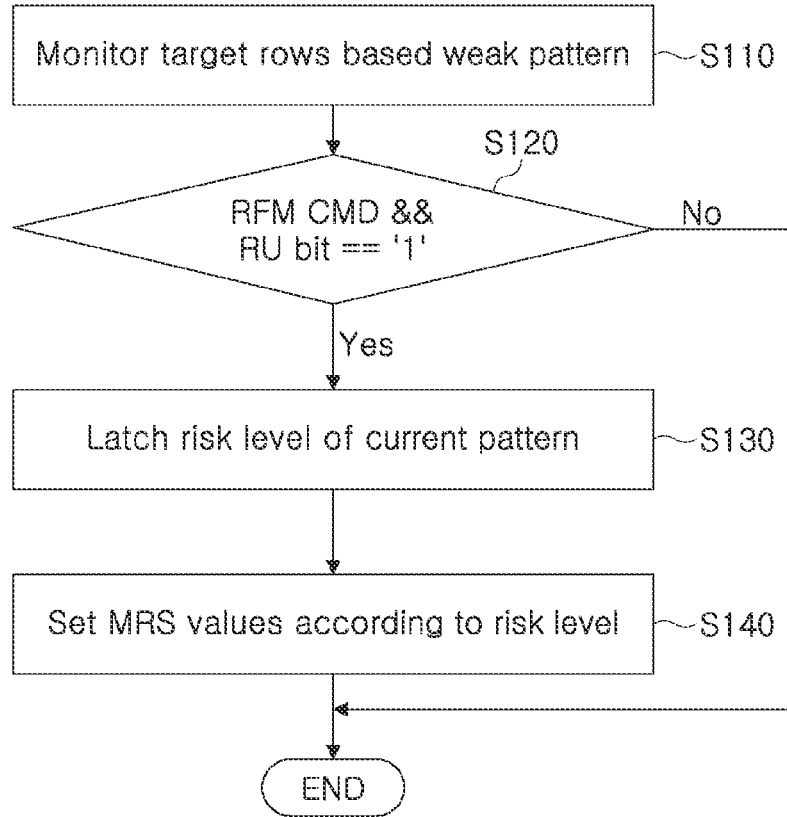 Monitor target rows based weak pattern
S110
S120
RFM CMD &&
RU bit == '1'
No
Yes
Latch risk level of current pattern
S130
Set MRS values according to risk level
S140
END